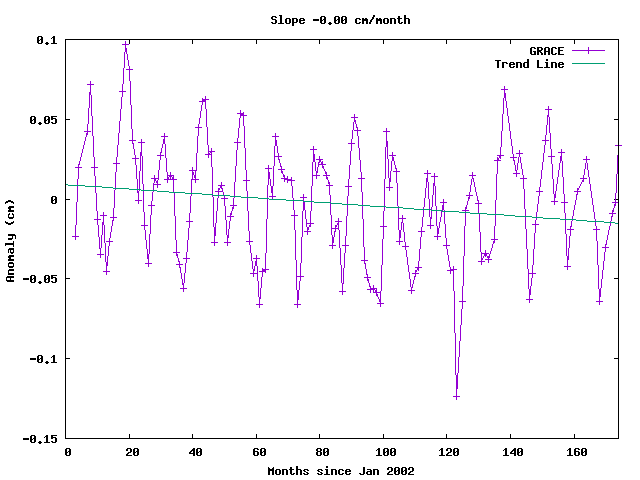 Slope -0.00 cm/month
0.1
GRACE
Trend Line
0.05
0
Anomaly (cm)
-0.05
-0.1
-0.15
0 20 40 60 80 100 120 140 160
Months since Jan 2002